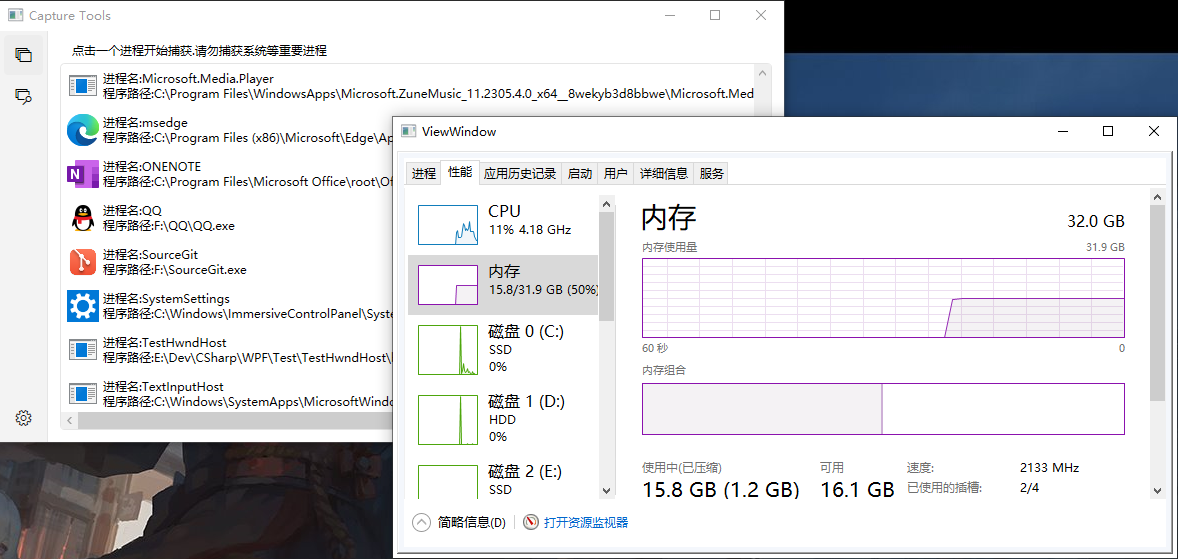 Capture Tools
点击一个进程开始捕获,请勿捕获系统等重要进程
进程名:Microsoft.Media.Player
程序路径:C:\Program Files\WindowsApps\Microsoft.ZuneMusic_11.2305.4.0_x64__8wekyb3d8bbwe\Microsoft.Med
进程名:msedge
程序路径:C:\Program Files (x86)\Microsoft\Edge\Ap
进程名:ONENOTE
程序路径:C:\Program Files\Microsoft Office\root\Of
进程名:QQ
程序路径:F:\QQ\QQ.exe
进程名:SourceGit
程序路径:F:\SourceGit.exe
进程名:SystemSettings
程序路径:C:\Windows\ImmersiveControlPanel\Syste
进程名:TestHwndHost
程序路径:E:\Dev\CSharp\WPF\Test\TestHwndHost\
进程名:TextInputHost
程序路径:C:\Windows\SystemApps\MicrosoftWindo
ViewWindow
进程 性能 应用历史记录 启动 用户 详细信息 服务
CPU
11% 4.18 GHz
内存
15.8/31.9 GB (50%)
磁盘 0 (C:)
SSD
0%
磁盘 1 (D:)
HDD
0%
磁盘 2 (E:)
SSD
内存 32.0 GB
内存使用量 31.9 GB
60 秒 0
内存组合
使用中(已压缩) 可用 速度: 2133 MHz
15.8 GB (1.2 GB) 16.1 GB 已使用的插槽: 2/4
简略信息(D) 打开资源监视器